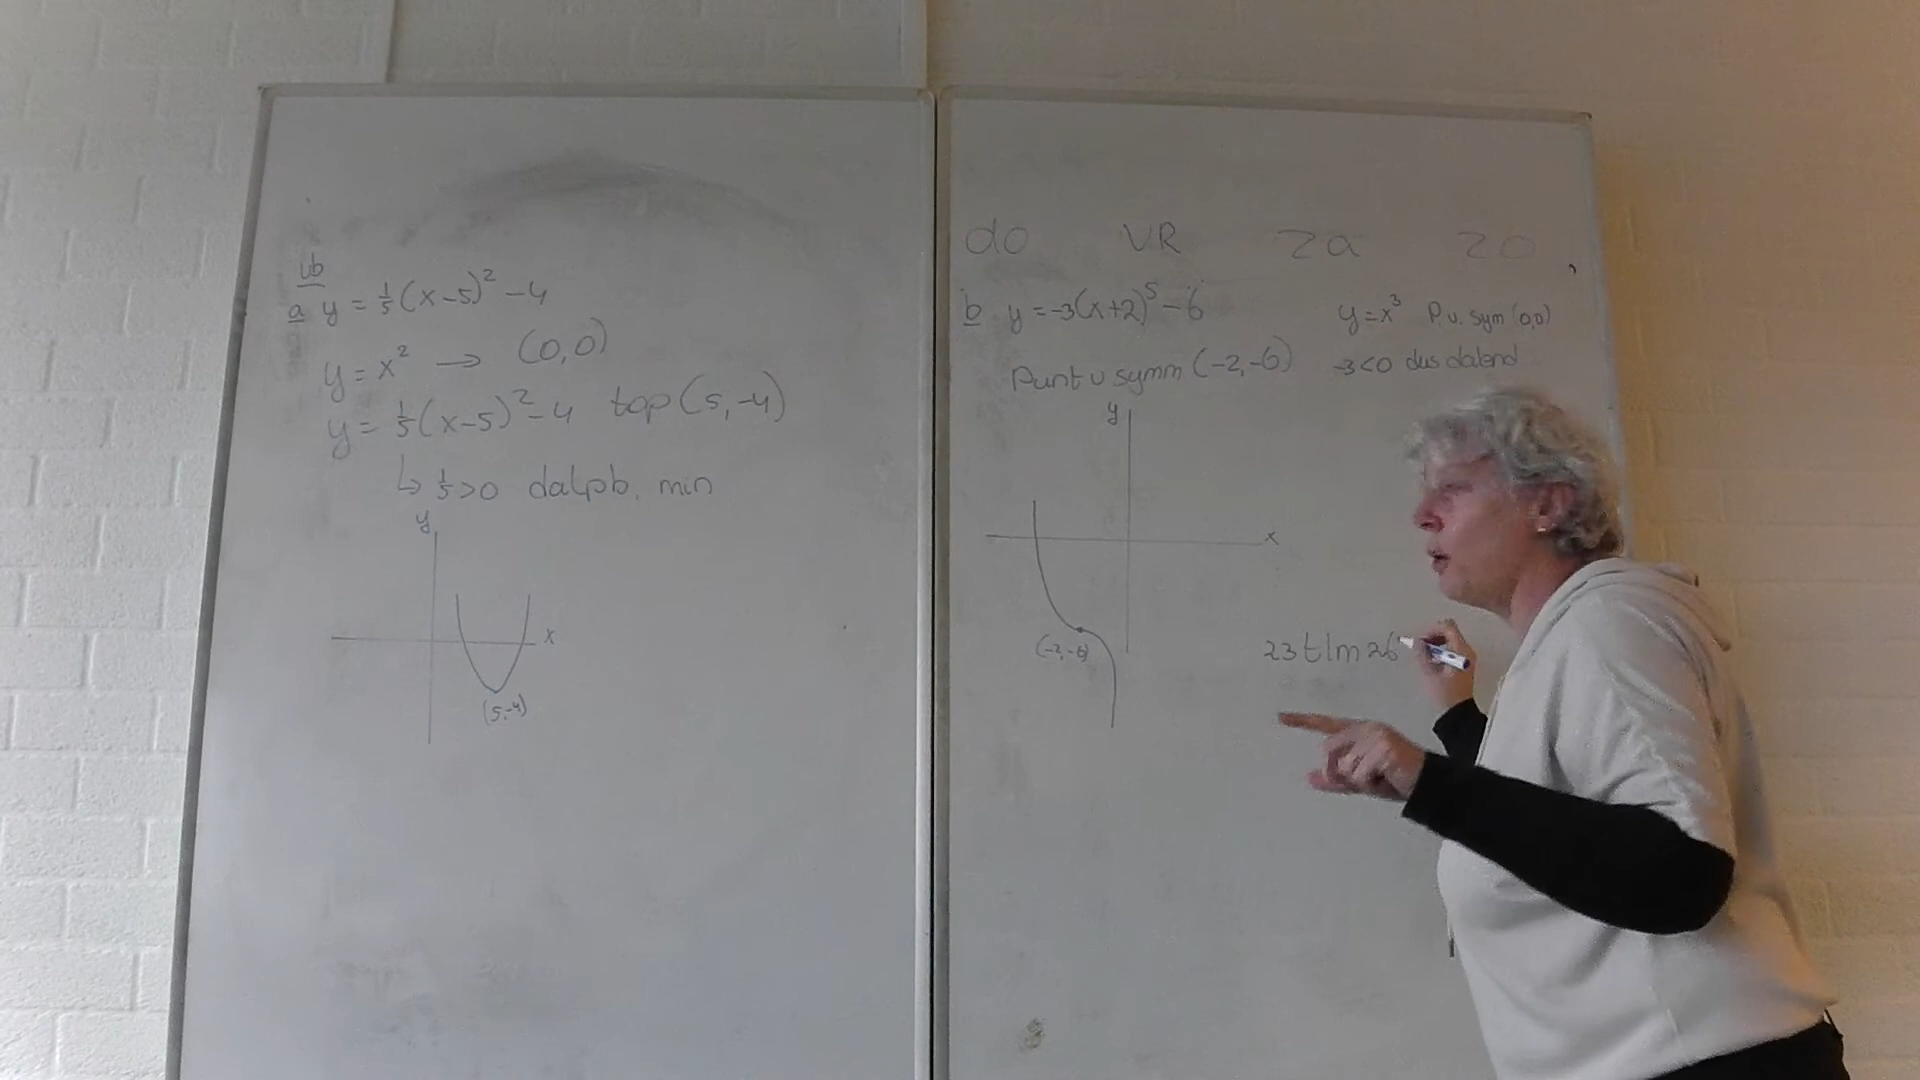 vb
a y = 1/5(x-5)² -4
y = x² → (0,0)
y = 1/5(x-5)² -4 top (5,-4)
↳ 1/5 >0 dalpb, min
y
x
(5,-4)
do VR za zo
b y = -3(x+2)⁵ -6
y = x³ P.v. sym (0,0)
Punt v symm (-2,-6) -3<0 dus dalend
y
x
(-2,-6)
23 t/m 26